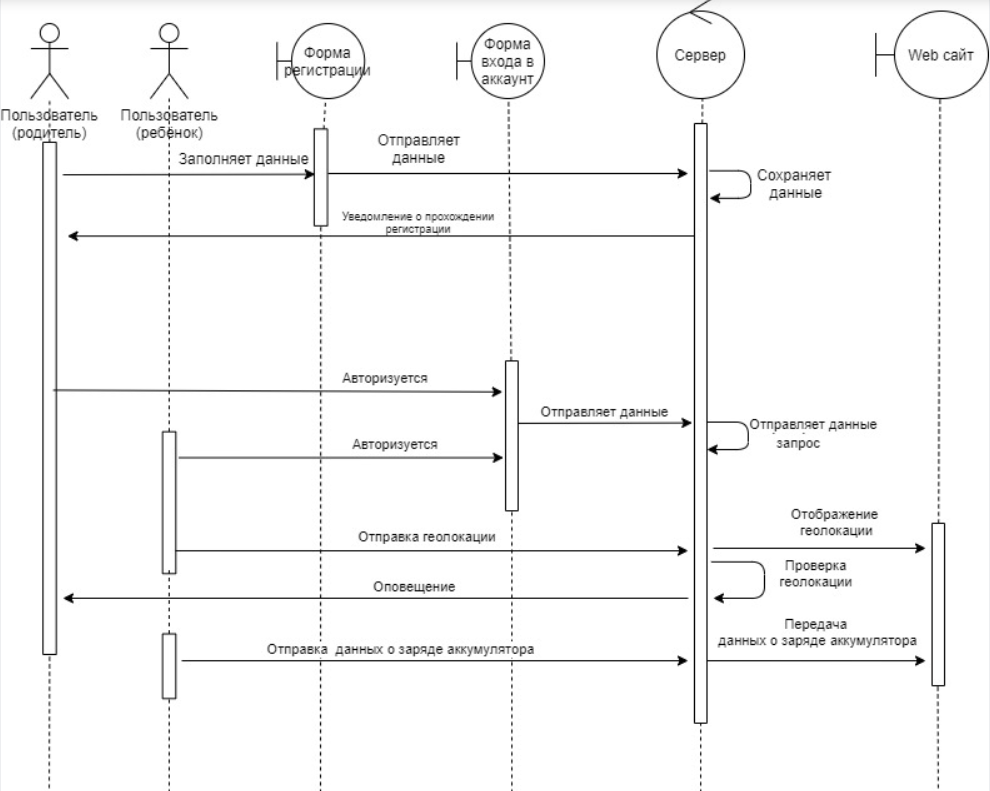 Форма
регистрации
Форма
входа в
аккаунт
Сервер
Web сайт
Пользователь
(родитель)
Пользователь
(ребенок)
Заполняет данные
Отправляет
данные
Сохраняет
данные
Уведомление о прохождении
регистрации
Авторизуется
Отправляет данные
Отправляет данные
запрос
Авторизуется
Отображение
геолокации
Отправка геолокации
Проверка
геолокации
Оповещение
Передача
данных о заряде аккумулятора
Отправка данных о заряде аккумулятора